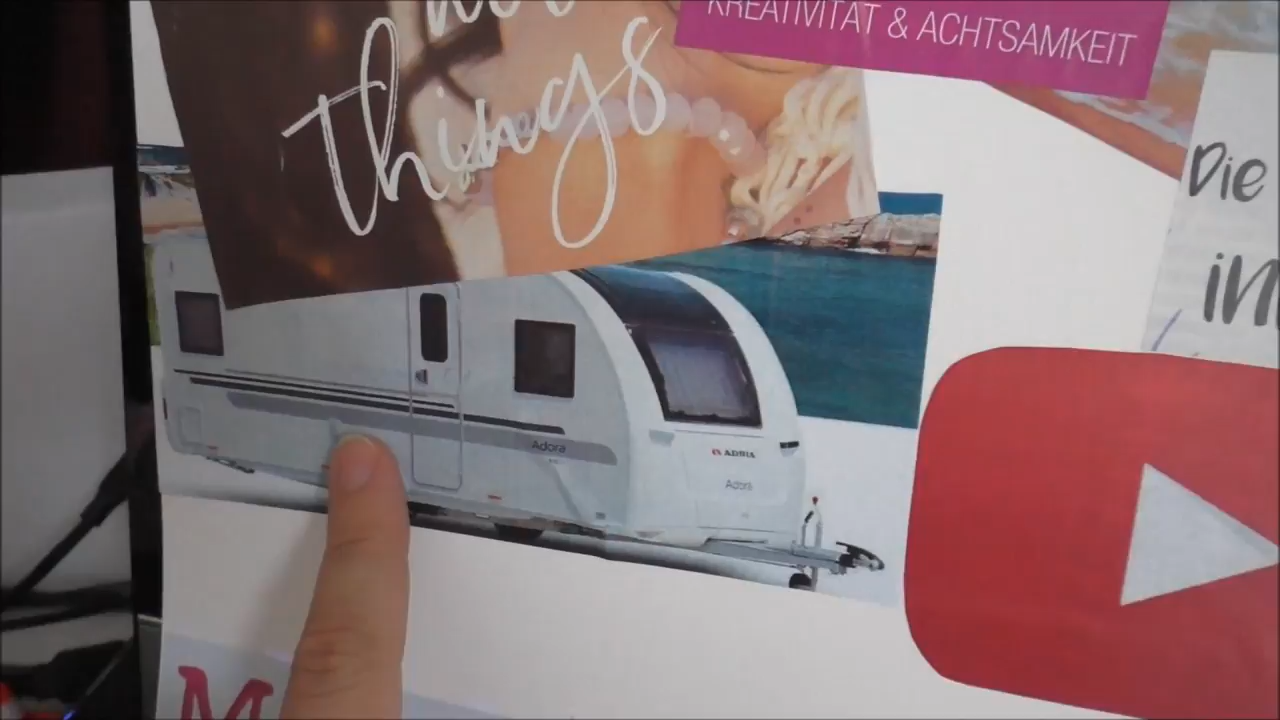 things
KREATIVITÄT & ACHTSAMKEIT
Die
in
Adora
ADRIA
Adora
M